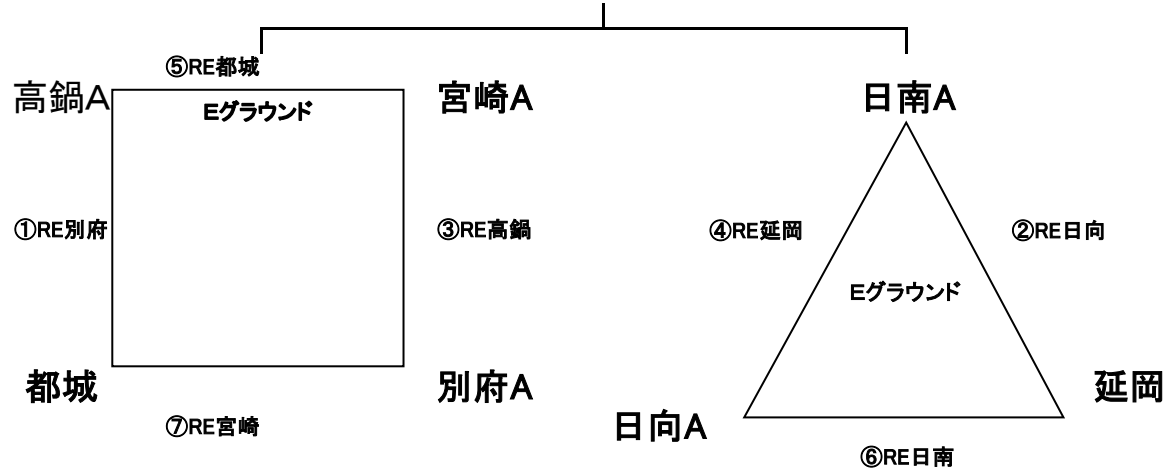 ⑤RE都城
高鍋A
宮崎A
Eグラウンド
①RE別府
③RE高鍋
都城
別府A
⑦RE宮崎
日南A
④RE延岡
②RE日向
Eグラウンド
日向A
延岡
⑥RE日南